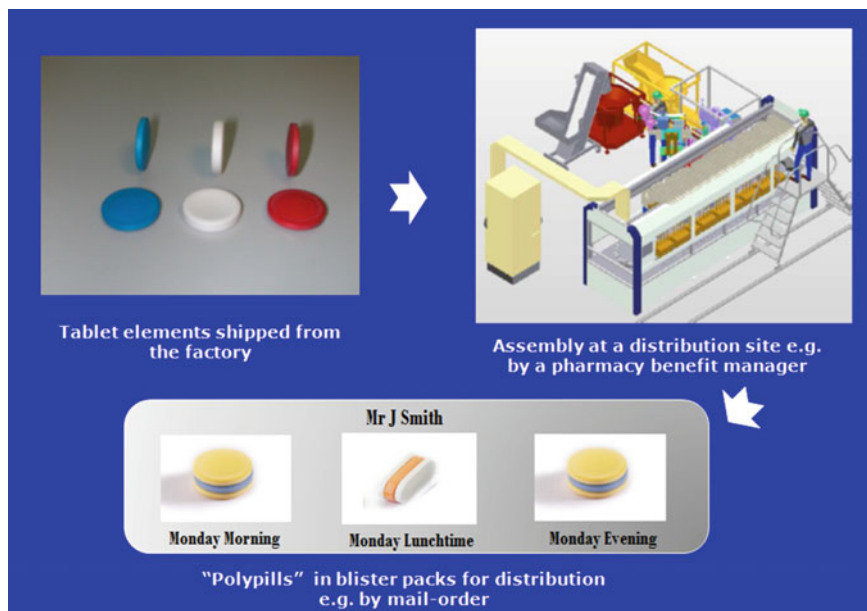 Tablet elements shipped from
the factory
Assembly at a distribution site e.g.
by a pharmacy benefit manager
Mr J Smith
Monday Morning
Monday Lunchtime
Monday Evening
“Polypills” in blister packs for distribution
e.g. by mail-order